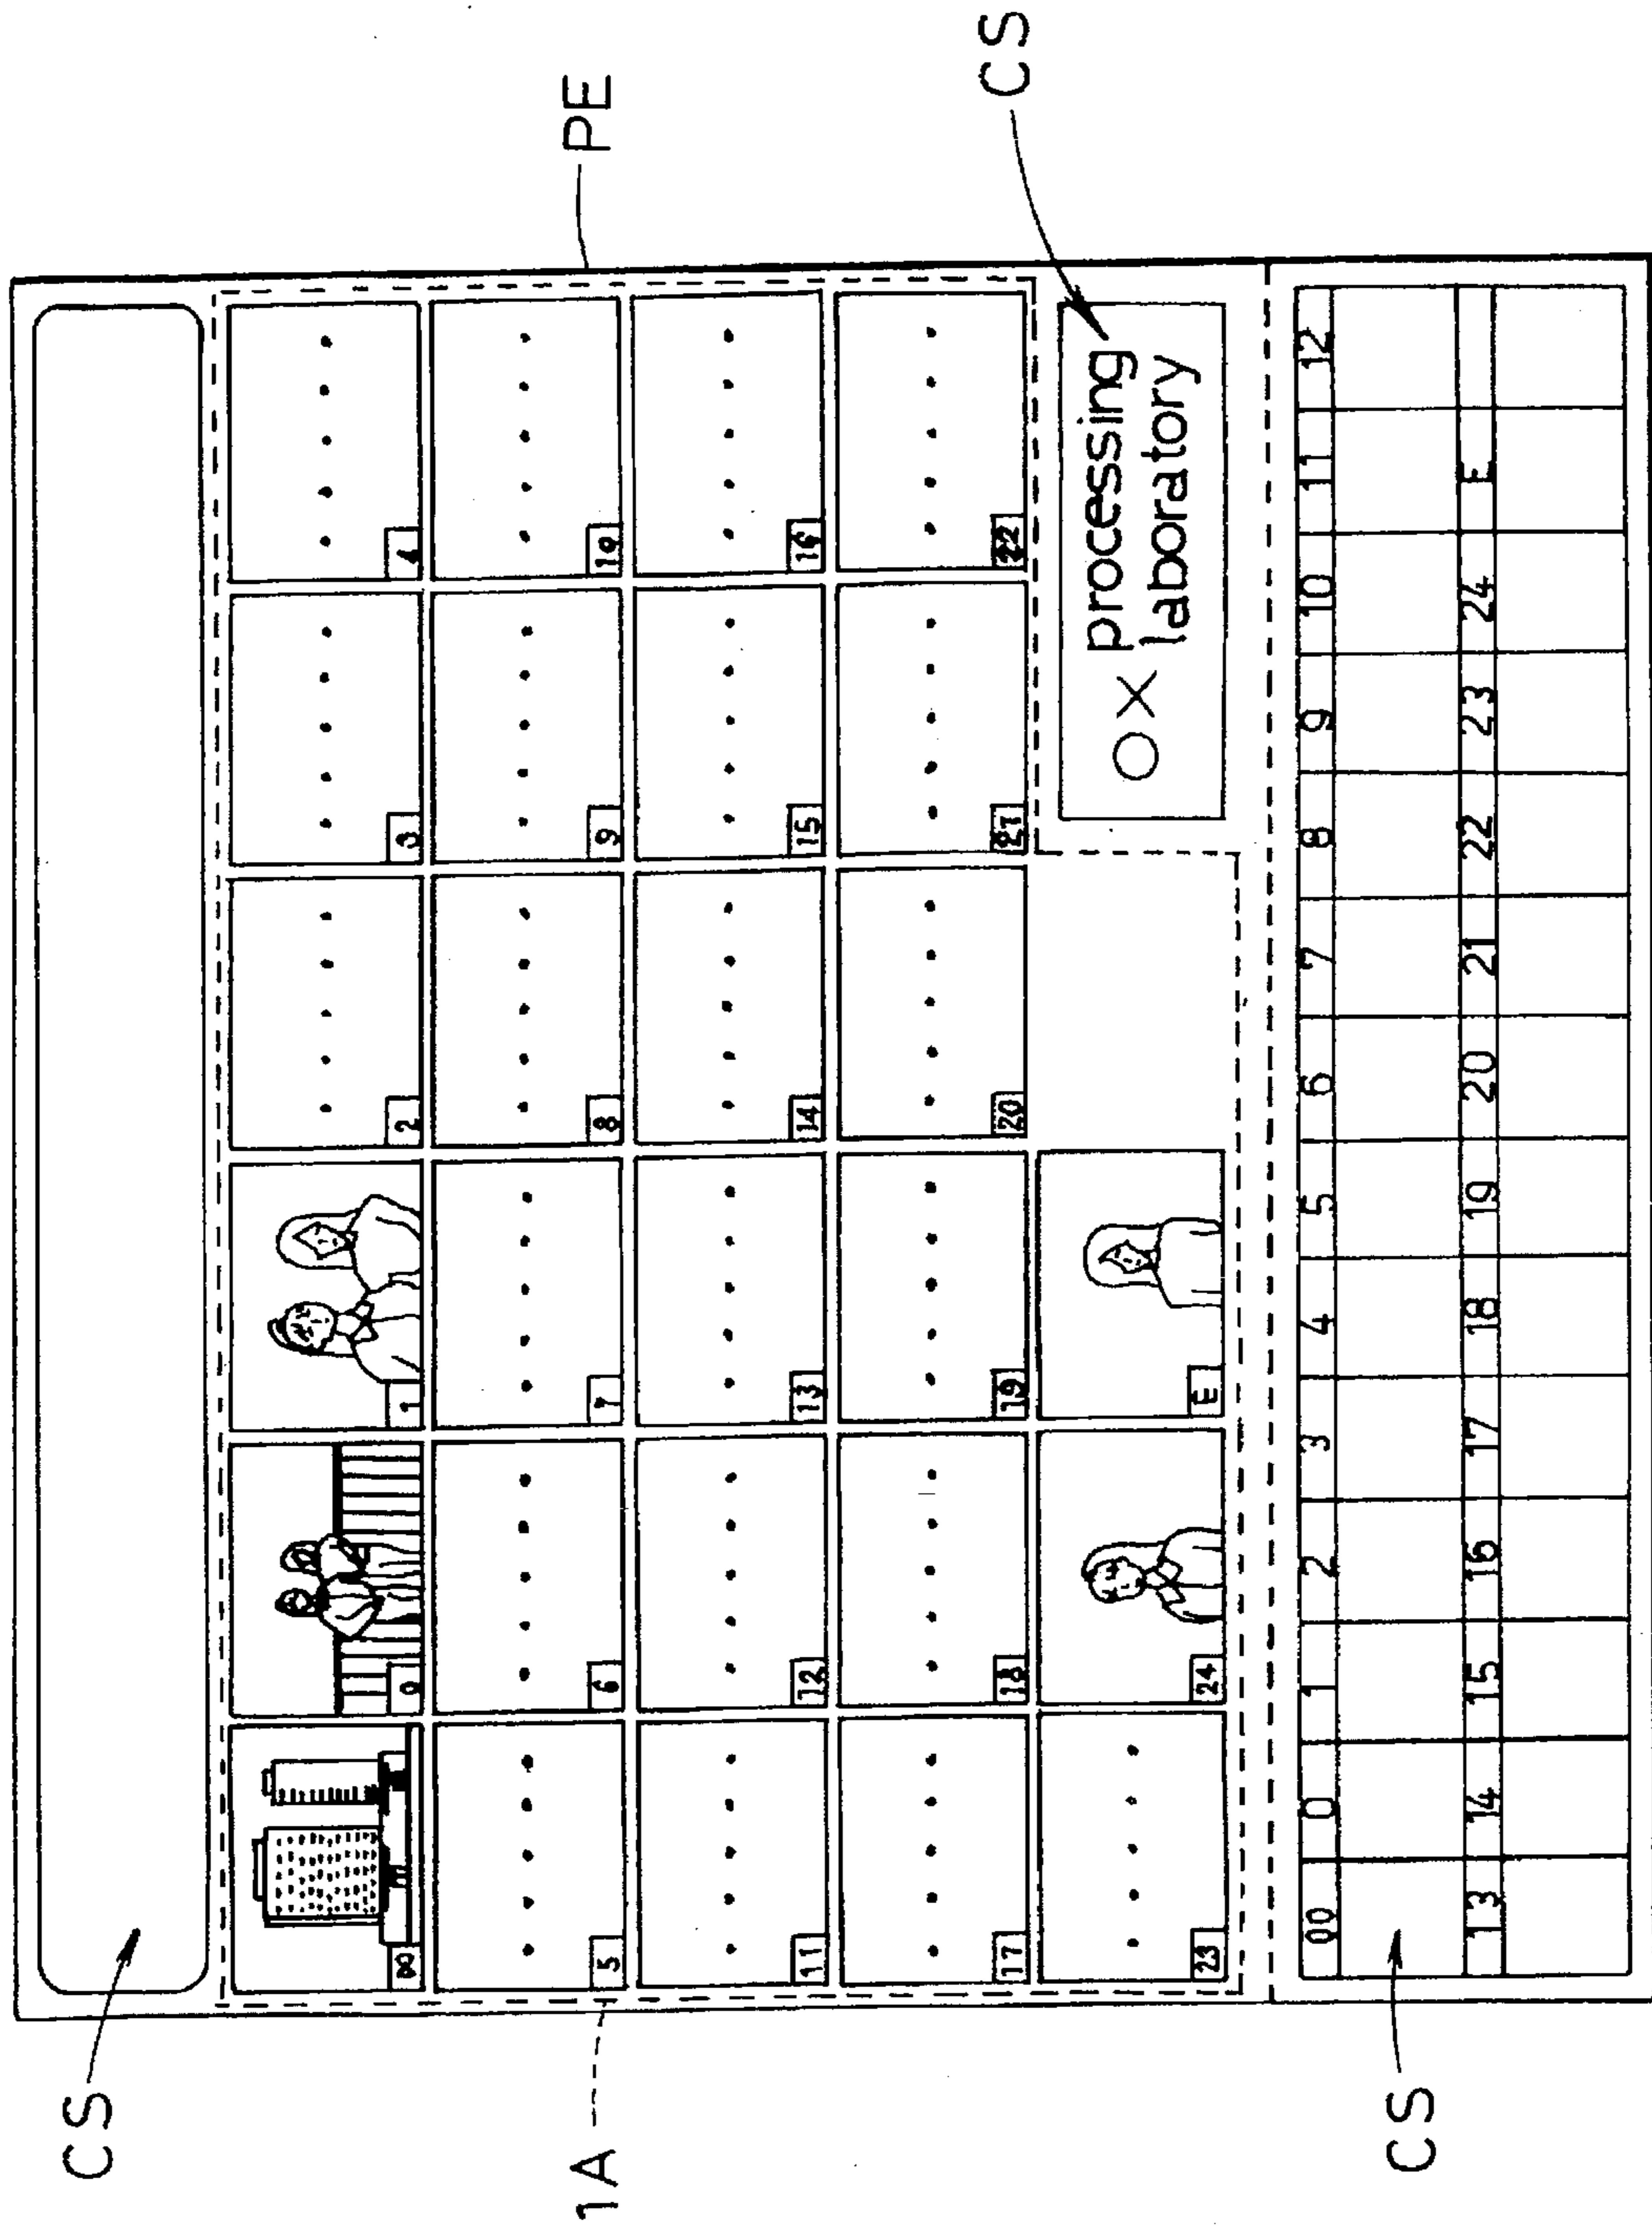 CS
PE
1A
00 0 1 2 3 4
5 6 7 8 9 10
11 12 13 14 15 16
17 18 19 20 21 22
23 24 E
CS
○× processing
laboratory
00 0 1 2 3 4 5 6 7 8 9 10 11 12
CS
13 14 15 16 17 18 19 20 21 22 23 24 E